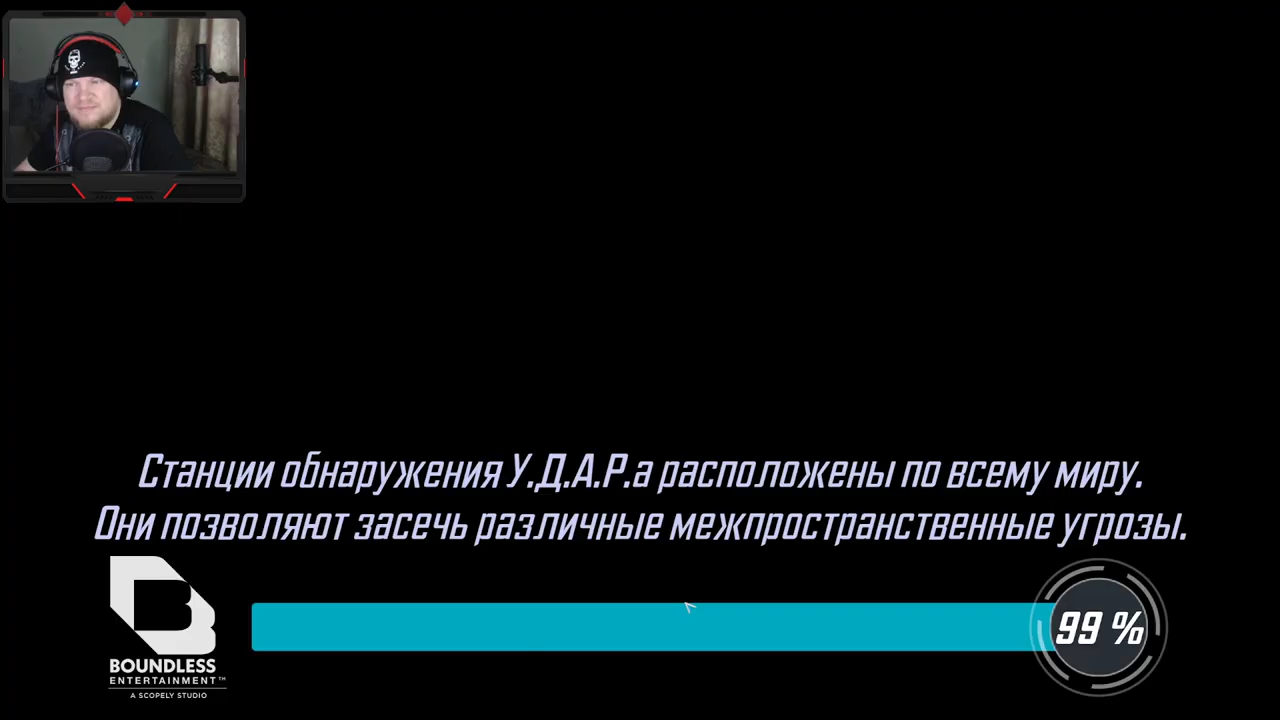 Станции обнаружения У.Д.А.Р.а расположены по всему миру.
Они позволяют засечь различные межпространственные угрозы.
99 %
BOUNDLESS
ENTERTAINMENT™
A SCOPELY STUDIO